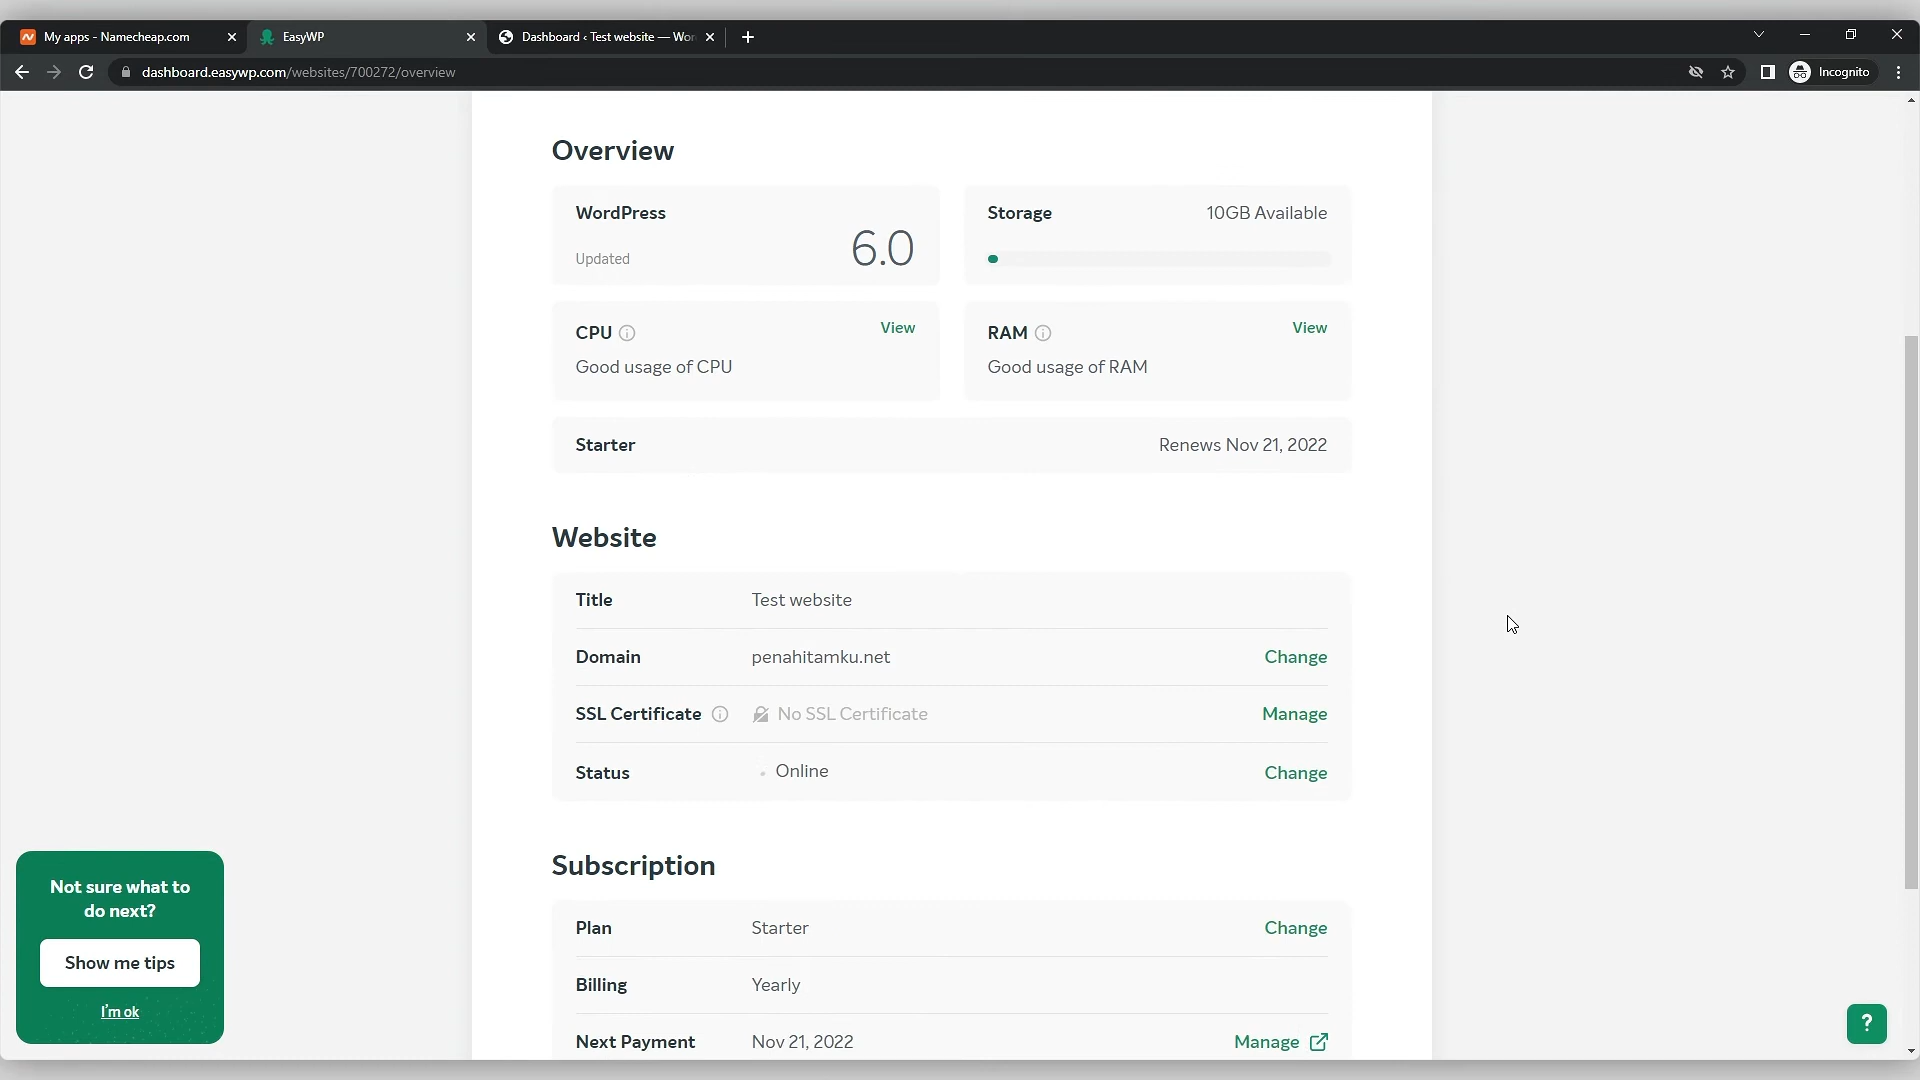 My apps - Namecheap.com
EasyWP
Dashboard ‹ Test website — Wor
dashboard.easywp.com/websites/700272/overview
Incognito
Overview
WordPress
Updated
6.0
Storage
10GB Available
CPU
View
Good usage of CPU
RAM
View
Good usage of RAM
Starter
Renews Nov 21, 2022
Website
Title
Test website
Domain
penahitamku.net
Change
SSL Certificate
No SSL Certificate
Manage
Status
Online
Change
Subscription
Plan
Starter
Change
Billing
Yearly
Next Payment
Nov 21, 2022
Manage
Not sure what to
do next?
Show me tips
I'm ok
?